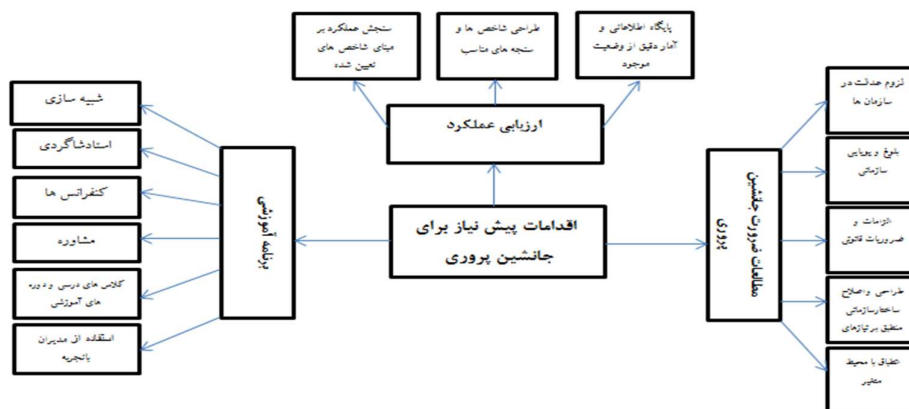 پایگاه اطلاعاتی و
آمار دقیق از وضعیت
موجود
طراحی شاخص ها و
سنجه های مناسب
سنجش عملکرد بر
مبنای شاخص های
تعیین شده
ارزیابی عملکرد
اقدامات پیش نیاز برای
جانشین پروری
مطالعات ضرورت جانشین
پروری
لزوم عدالت در
سازمان ها
بلوغ و پویایی
سازمانی
الزامات و
ضروریات قانونی
طراحی و اصلاح
ساختارسازمانی
منطبق بر نیازهای
انطباق با محیط
متغیر
برنامه آموزشی
شبیه سازی
استادشاگردی
کنفرانس ها
مشاوره
کلاس های درسی و دوره
های آموزشی
استفاده از مدیران
باتجربه